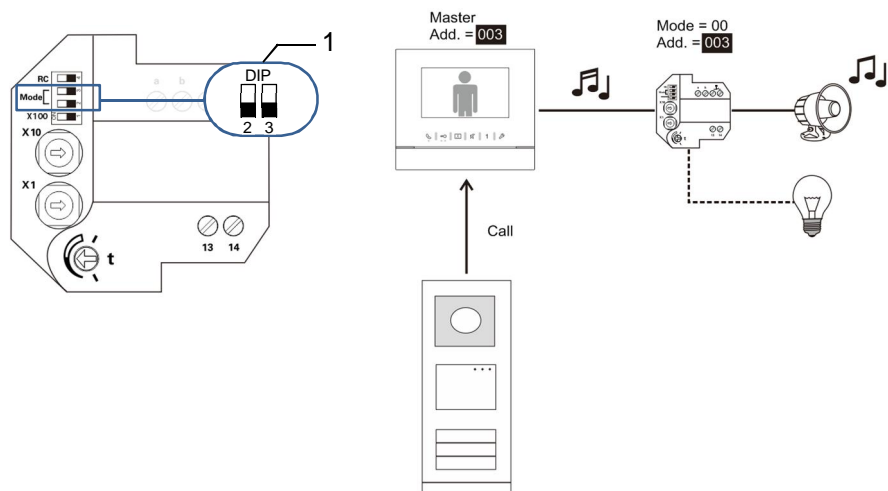 1
DIP
2 3
RC
Mode
X100
X10
X1
a b
t
13 14
Master
Add. = 003
Call
Mode = 00
Add. = 003